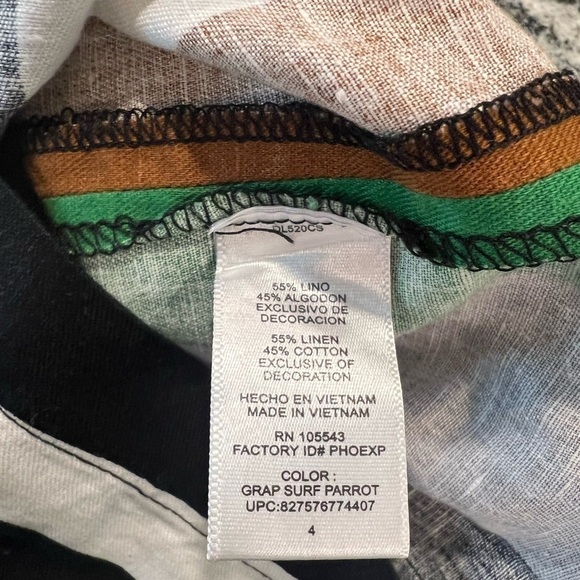 DL520CS
55% LINO
45% ALGODON
EXCLUSIVO DE
DECORACION
55% LINEN
45% COTTON
EXCLUSIVE OF
DECORATION
HECHO EN VIETNAM
MADE IN VIETNAM
RN 105543
FACTORY ID# PHOEXP
COLOR :
GRAP SURF PARROT
UPC:827576774407
4